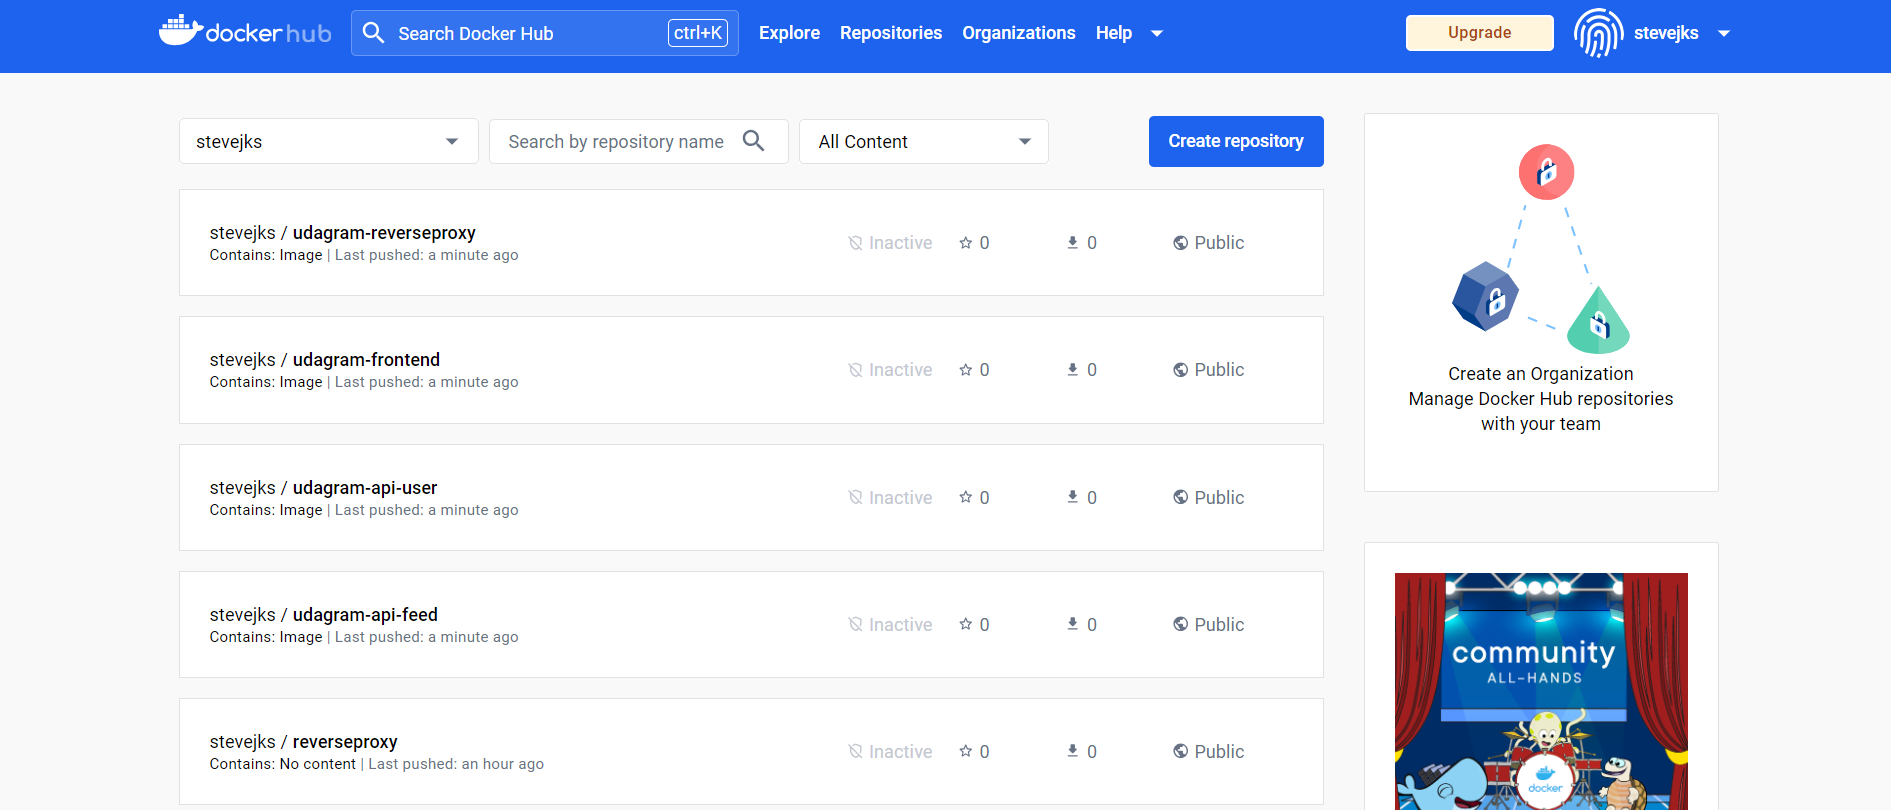 docker hub
Search Docker Hub
ctrl+K
Explore
Repositories
Organizations
Help
Upgrade
stevejks
stevejks
Search by repository name
All Content
Create repository
stevejks / udagram-reverseproxy
Contains: Image | Last pushed: a minute ago
Inactive
0
0
Public
stevejks / udagram-frontend
Contains: Image | Last pushed: a minute ago
Inactive
0
0
Public
stevejks / udagram-api-user
Contains: Image | Last pushed: a minute ago
Inactive
0
0
Public
stevejks / udagram-api-feed
Contains: Image | Last pushed: a minute ago
Inactive
0
0
Public
stevejks / reverseproxy
Contains: No content | Last pushed: an hour ago
Inactive
0
0
Public
Create an Organization
Manage Docker Hub repositories
with your team
community
ALL-HANDS
docker